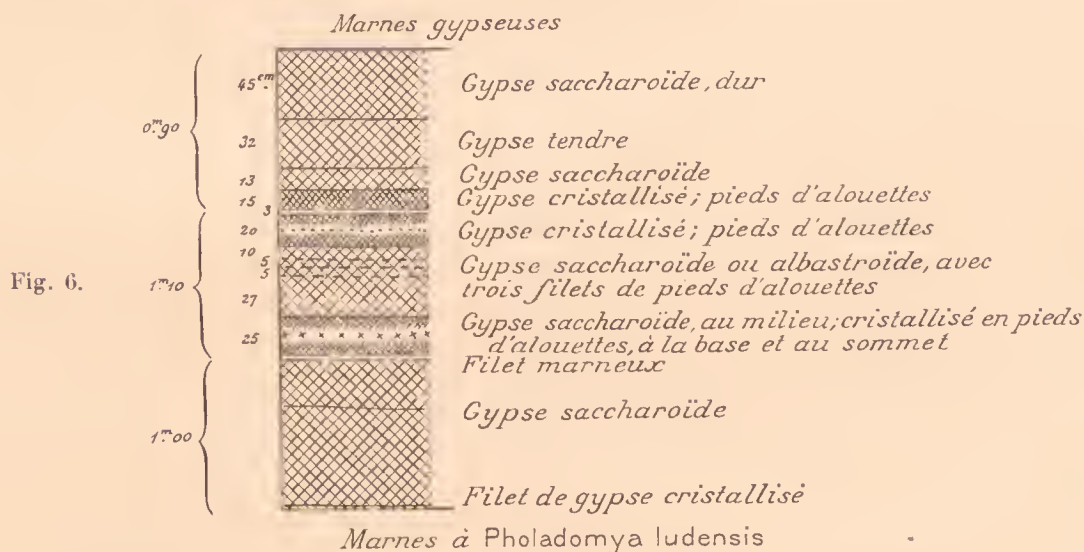 Marnes gypseuses
45cm
Gypse saccharoïde, dur
0m90
32
Gypse tendre
13
Gypse saccharoïde
15
Gypse cristallisé; pieds d'alouettes
3
20
Gypse cristallisé; pieds d'alouettes
10
5
5
Gypse saccharoïde ou albastroïde, avec
trois filets de pieds d'alouettes
Fig. 6.
1m10
27
Gypse saccharoïde, au milieu; cristallisé en pieds
d'alouettes, à la base et au sommet
25
Filet marneux
Gypse saccharoïde
1m00
Filet de gypse cristallisé
Marnes à Pholadomya ludensis